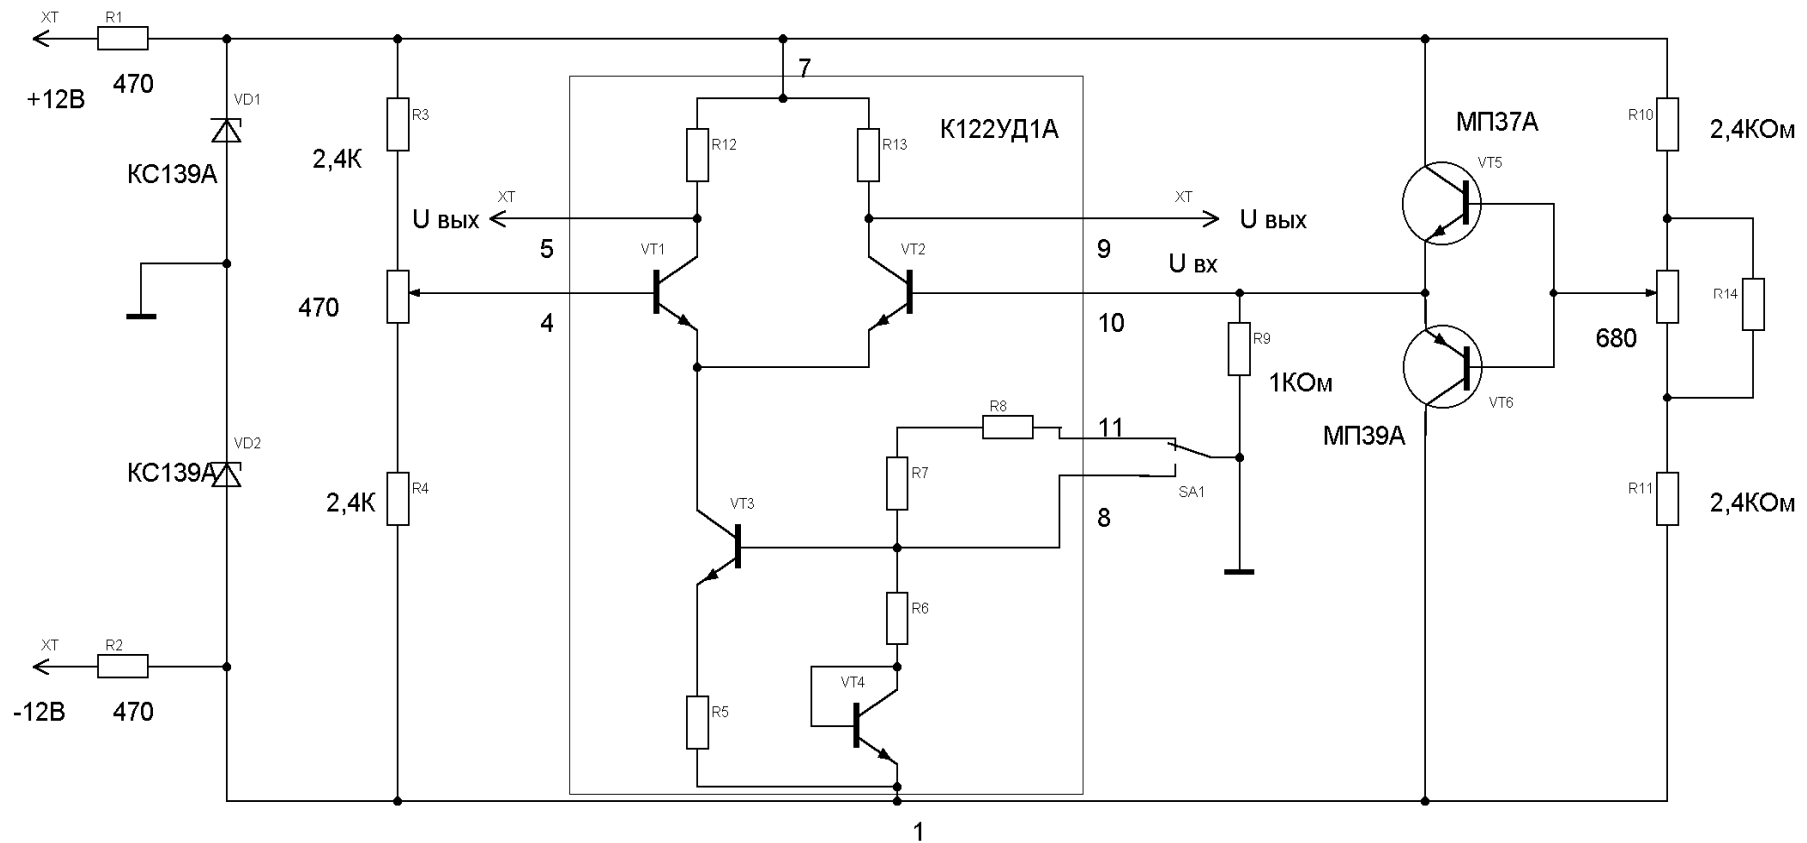 XT
R1
470
+12В
VD1
КС139А
R3
2,4К
7
R12
R13
К122УД1А
МП37А
VT5
R10
2,4КОм
XT
U вых
5
VT1
VT2
XT
U вых
9
U вх
470
4
10
R9
1КОм
680
R14
VT6
МП39А
R8
11
VD2
КС139А
R4
2,4К
R7
VT3
SA1
8
R11
2,4КОм
R6
XT
R2
-12В
470
R5
VT4
1